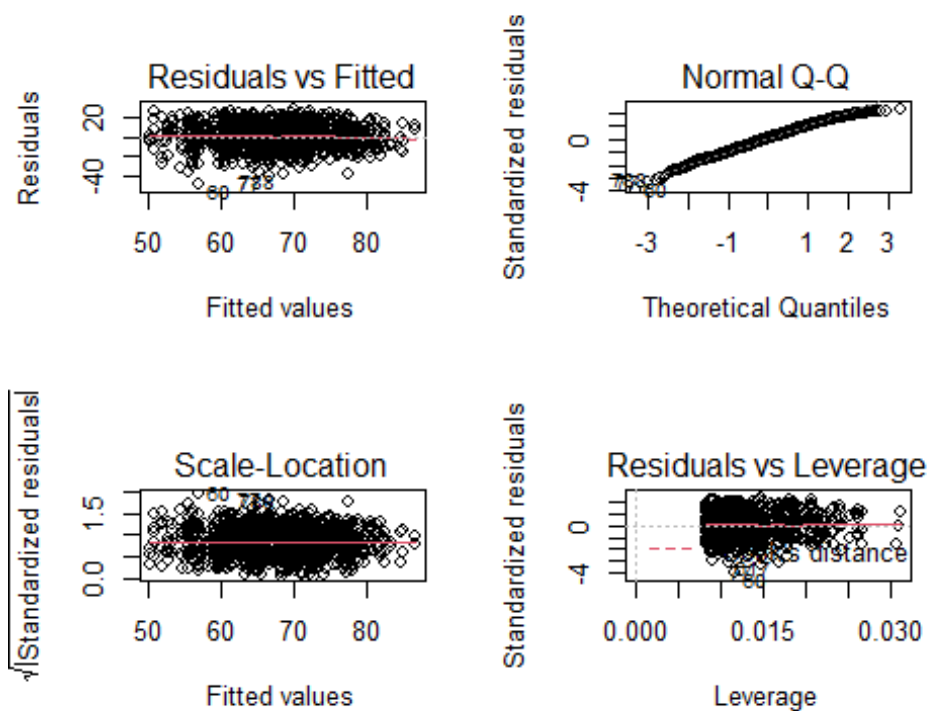 Residuals vs Fitted
Residuals
20
-40
60
50 60 70 80
Fitted values
Normal Q-Q
Standardized residuals
0
-4
60
-3 -1 1 2 3
Theoretical Quantiles
Scale-Location
√|Standardized residuals|
1.5
0.0
60
50 60 70 80
Fitted values
Residuals vs Leverage
Standardized residuals
0
-4
distance
60
0.000 0.015 0.030
Leverage